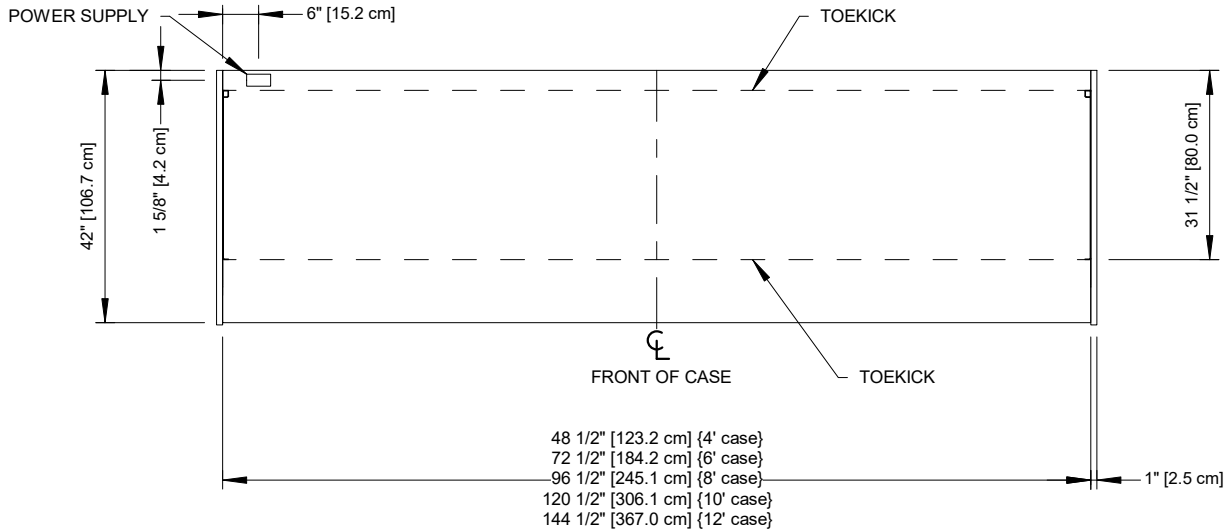 POWER SUPPLY
6" [15.2 cm]
TOEKICK
42" [106.7 cm]
1 5/8" [4.2 cm]
31 1/2" [80.0 cm]
℄
FRONT OF CASE
TOEKICK
48 1/2" [123.2 cm] {4' case}
72 1/2" [184.2 cm] {6' case}
96 1/2" [245.1 cm] {8' case}
120 1/2" [306.1 cm] {10' case}
144 1/2" [367.0 cm] {12' case}
1" [2.5 cm]